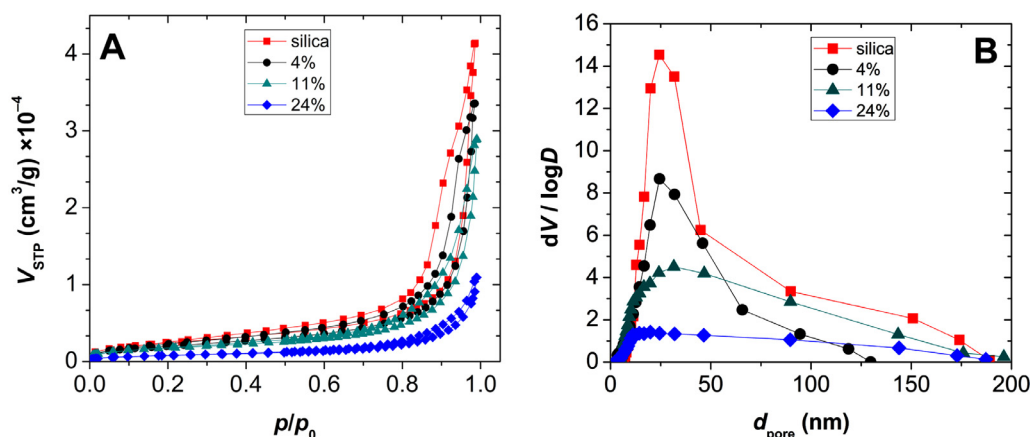 A
silica
4%
11%
24%
V_STP (cm³/g) ×10⁻⁴
4
3
2
1
0
0.0 0.2 0.4 0.6 0.8 1.0
p/p₀
B
silica
4%
11%
24%
dV / logD
16
14
12
10
8
6
4
2
0
0 50 100 150 200
d_pore (nm)